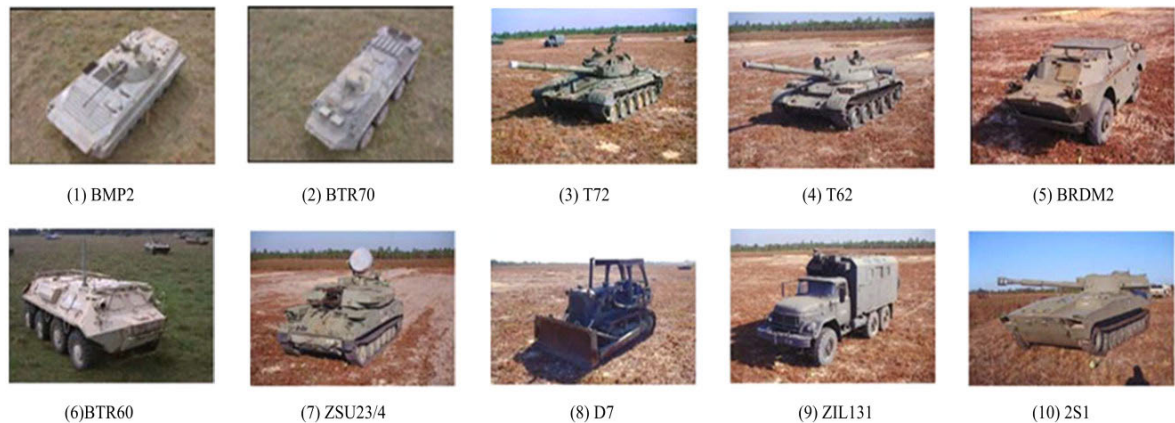 (1) BMP2
(2) BTR70
(3) T72
(4) T62
(5) BRDM2
(6)BTR60
(7) ZSU23/4
(8) D7
(9) ZIL131
(10) 2S1